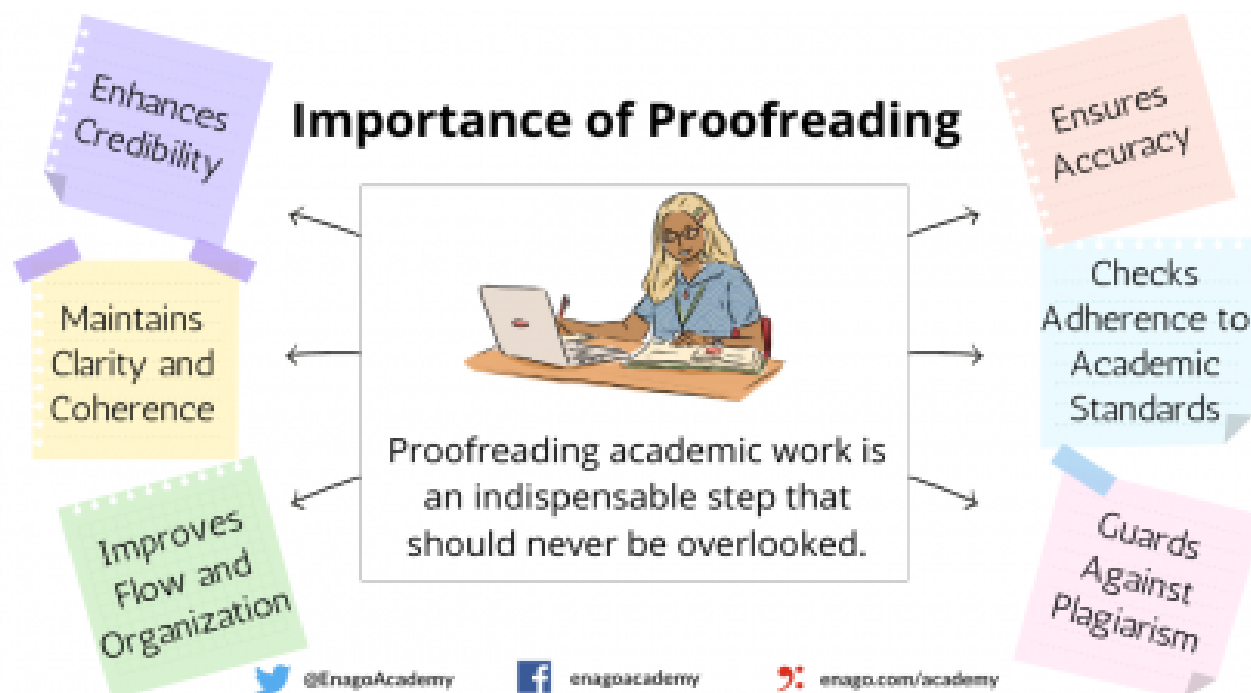 Importance of Proofreading
Enhances
Credibility
Maintains
Clarity and
Coherence
Improves
Flow and
Organization
Proofreading academic work is
an indispensable step that
should never be overlooked.
Ensures
Accuracy
Checks
Adherence to
Academic
Standards
Guards
Against
Plagiarism
@EnagoAcademy
enagoacademy
enago.com/academy